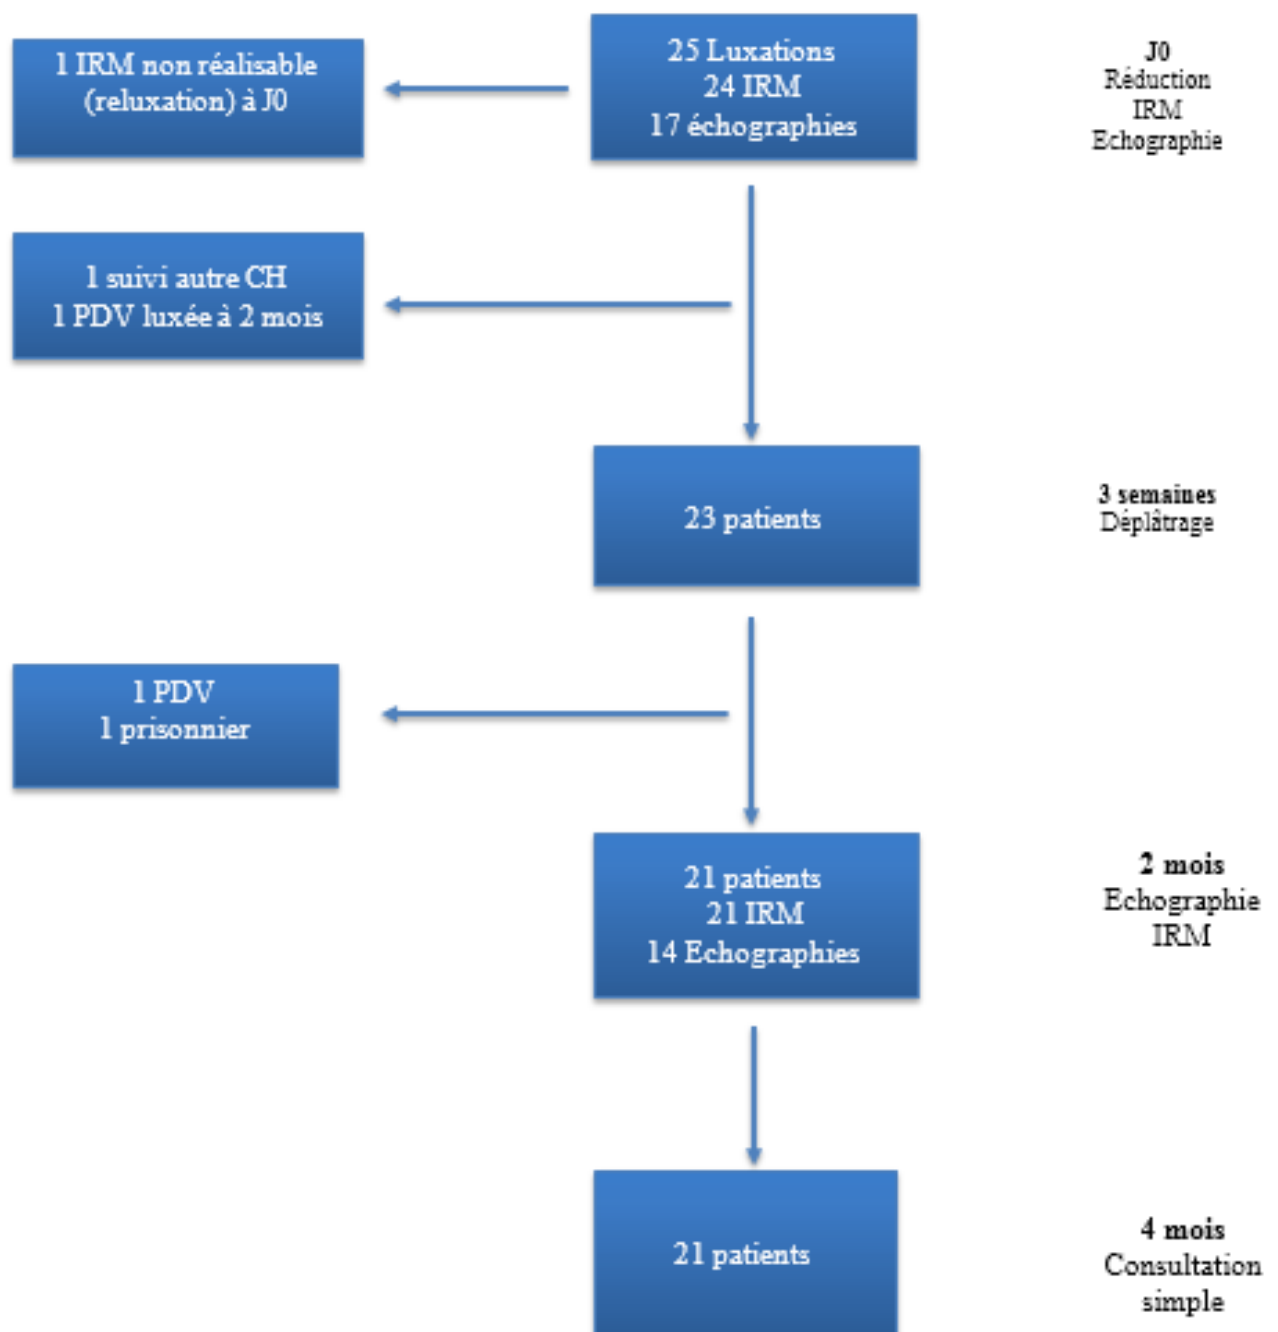 1 IRM non réalisable
(reluxation) à J0
25 Luxations
24 IRM
17 échographies
J0
Réduction
IRM
Echographie
1 suivi autre CH
1 PDV luxée à 2 mois
23 patients
3 semaines
Déplâtrage
1 PDV
1 prisonnier
21 patients
21 IRM
14 Echographies
2 mois
Echographie
IRM
21 patients
4 mois
Consultation
simple